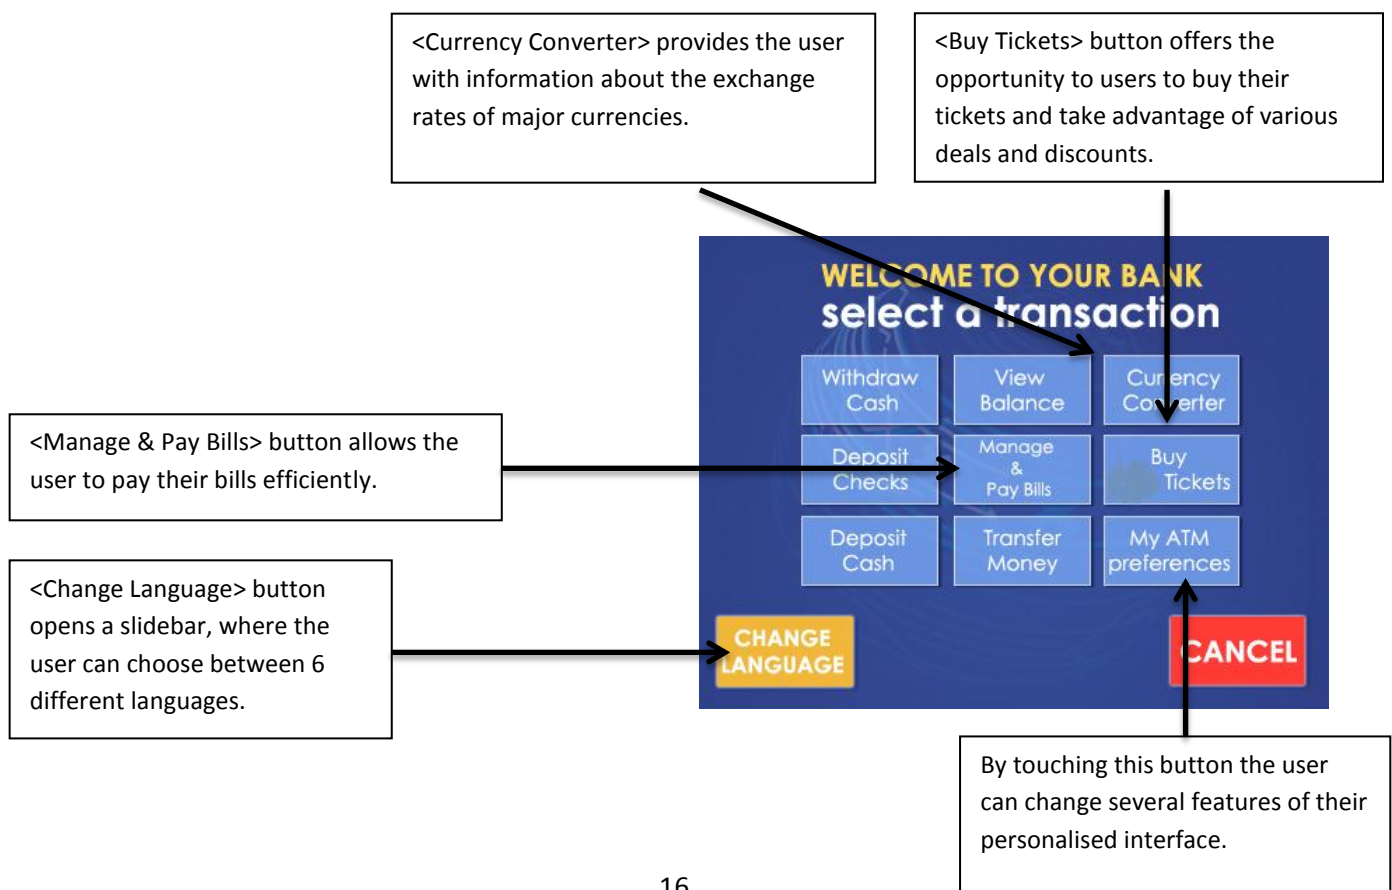 <Currency Converter> provides the user
with information about the exchange
rates of major currencies.
<Buy Tickets> button offers the
opportunity to users to buy their
tickets and take advantage of various
deals and discounts.
WELCOME TO YOUR BANK
select a transaction
Withdraw
Cash
View
Balance
Currency
Converter
<Manage & Pay Bills> button allows the
user to pay their bills efficiently.
Deposit
Checks
Manage
&
Pay Bills
Buy
Tickets
Deposit
Cash
Transfer
Money
My ATM
preferences
<Change Language> button
opens a slidebar, where the
user can choose between 6
different languages.
CHANGE
LANGUAGE
CANCEL
By touching this button the user
can change several features of their
personalised interface.
16